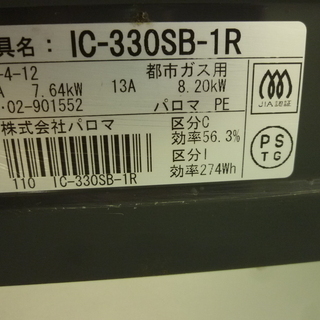 具名: IC-330SB-1R
-4-12 都市ガス用
A 7.64kW 13A 8.20kW
-02-901552 パロマ PE
株式会社パロマ 区分C
効率56.3%
区分I
効率274Wh
110 IC-330SB-1R
JIA認証
PS
TG